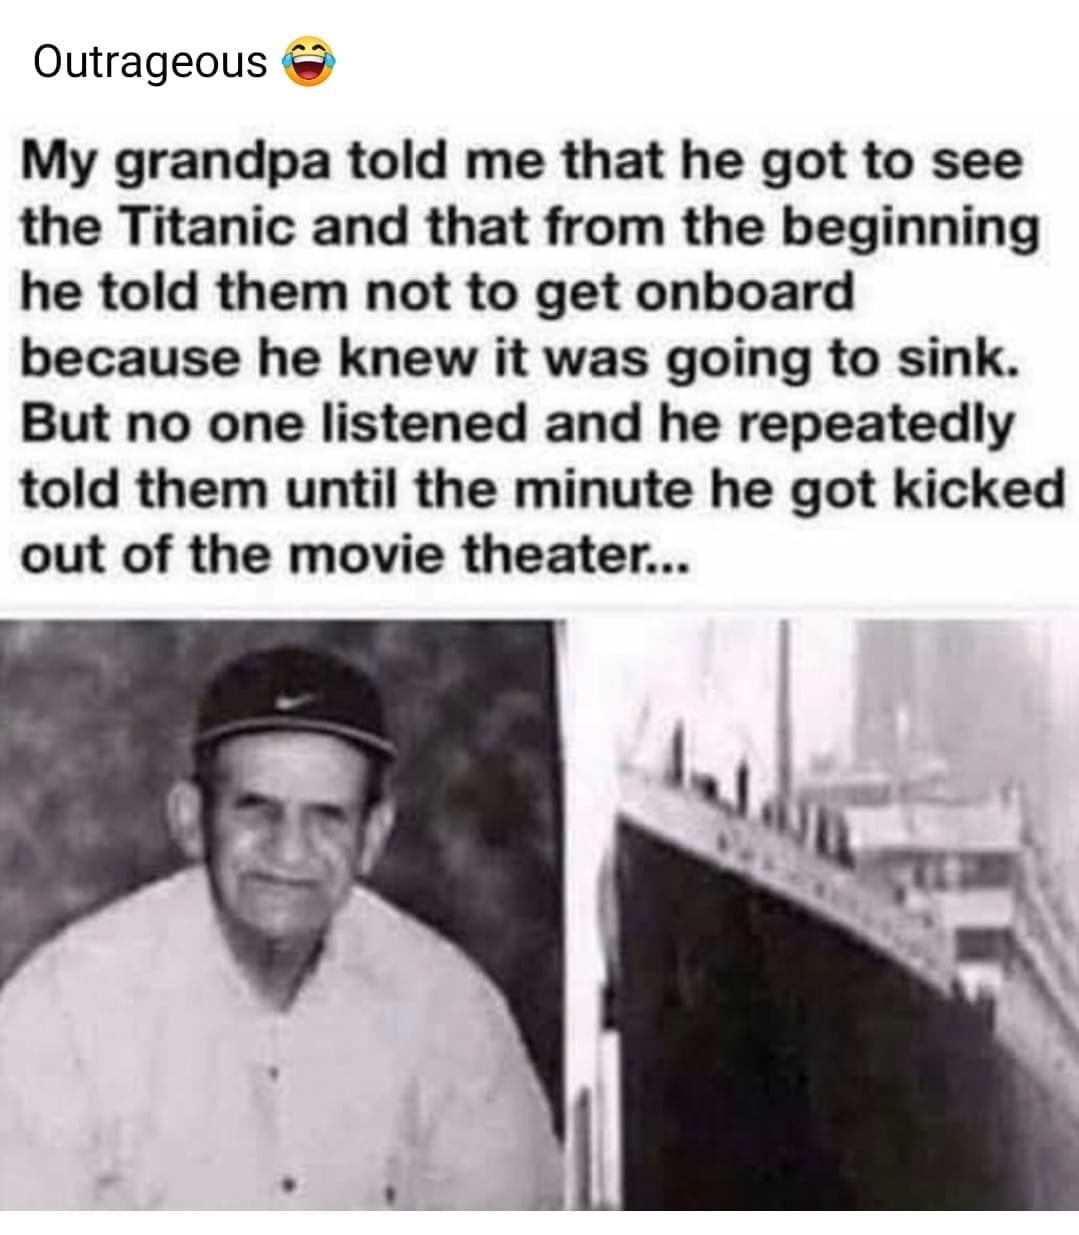 Outrageous 😂
My grandpa told me that he got to see
the Titanic and that from the beginning
he told them not to get onboard
because he knew it was going to sink.
But no one listened and he repeatedly
told them until the minute he got kicked
out of the movie theater...